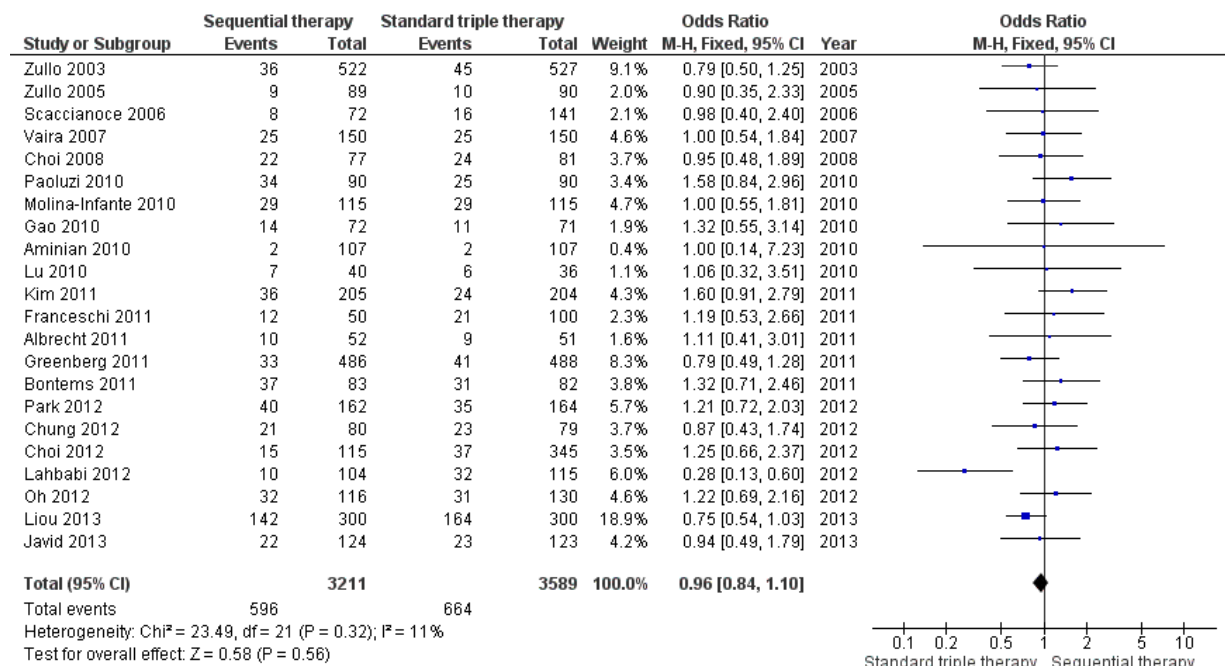 Sequential therapy Standard triple therapy Odds Ratio Odds Ratio
Study or Subgroup Events Total Events Total Weight M-H, Fixed, 95% CI Year M-H, Fixed, 95% CI
Zullo 2003 36 522 45 527 9.1% 0.79 [0.50, 1.25] 2003
Zullo 2005 9 89 10 90 2.0% 0.90 [0.35, 2.33] 2005
Scaccianoce 2006 8 72 16 141 2.1% 0.98 [0.40, 2.40] 2006
Vaira 2007 25 150 25 150 4.6% 1.00 [0.54, 1.84] 2007
Choi 2008 22 77 24 81 3.7% 0.95 [0.48, 1.89] 2008
Paoluzi 2010 34 90 25 90 3.4% 1.58 [0.84, 2.96] 2010
Molina-Infante 2010 29 115 29 115 4.6% 1.00 [0.55, 1.81] 2010
Gao 2010 14 72 11 71 1.9% 1.32 [0.55, 3.14] 2010
Aminian 2010 2 107 2 107 0.4% 1.00 [0.14, 7.23] 2010
Lu 2010 7 40 6 36 1.1% 1.06 [0.32, 3.51] 2010
Kim 2011 36 205 24 204 4.3% 1.60 [0.91, 2.79] 2011
Franceschi 2011 12 50 21 100 2.3% 1.19 [0.53, 2.66] 2011
Albrecht 2011 10 52 9 51 1.6% 1.11 [0.41, 3.01] 2011
Greenberg 2011 33 486 41 488 8.3% 0.79 [0.49, 1.28] 2011
Bontems 2011 37 83 31 82 3.8% 1.32 [0.71, 2.46] 2011
Park 2012 40 162 35 164 5.7% 1.21 [0.72, 2.03] 2012
Chung 2012 21 80 23 79 3.7% 0.87 [0.43, 1.74] 2012
Choi 2012 15 115 37 345 3.6% 1.25 [0.66, 2.37] 2012
Lahbabi 2012 10 104 32 115 6.0% 0.28 [0.13, 0.60] 2012
Oh 2012 32 116 31 130 4.6% 1.22 [0.69, 2.16] 2012
Liou 2013 142 300 164 300 18.9% 0.75 [0.54, 1.03] 2013
Javid 2013 22 124 23 123 4.2% 0.94 [0.49, 1.79] 2013
Total (95% CI) 3211 3589 100.0% 0.96 [0.84, 1.10]
Total events 596 664
Heterogeneity: Chi² = 23.49, df = 21 (P = 0.32); I² = 11%
Test for overall effect: Z = 0.58 (P = 0.56)
0.1 0.2 0.5 1 2 5 10
Standard triple therapy Sequential therapy